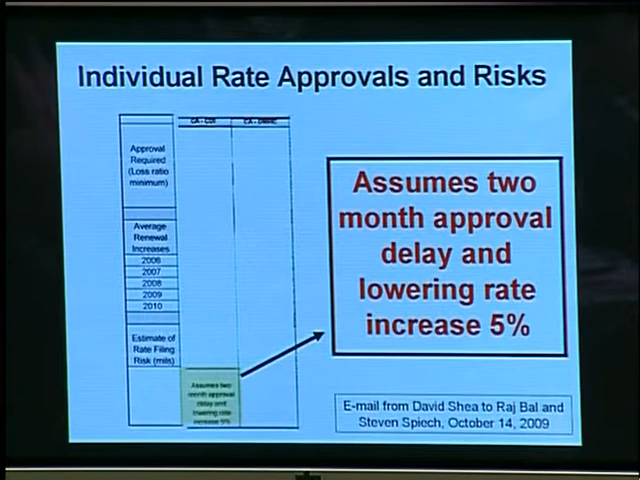 Individual Rate Approvals and Risks
CA - CDI
CA - DMHC
Approval
Required
(Loss ratio
minimum)
Average
Renewal
Increases
2006
2007
2008
2009
2010
Estimate of
Rate Filing
Risk (mils)
Assumes two
month approval
delay and
lowering rate
increase 5%
Assumes two
month approval
delay and
lowering rate
increase 5%
E-mail from David Shea to Raj Bal and
Steven Spiech, October 14, 2009